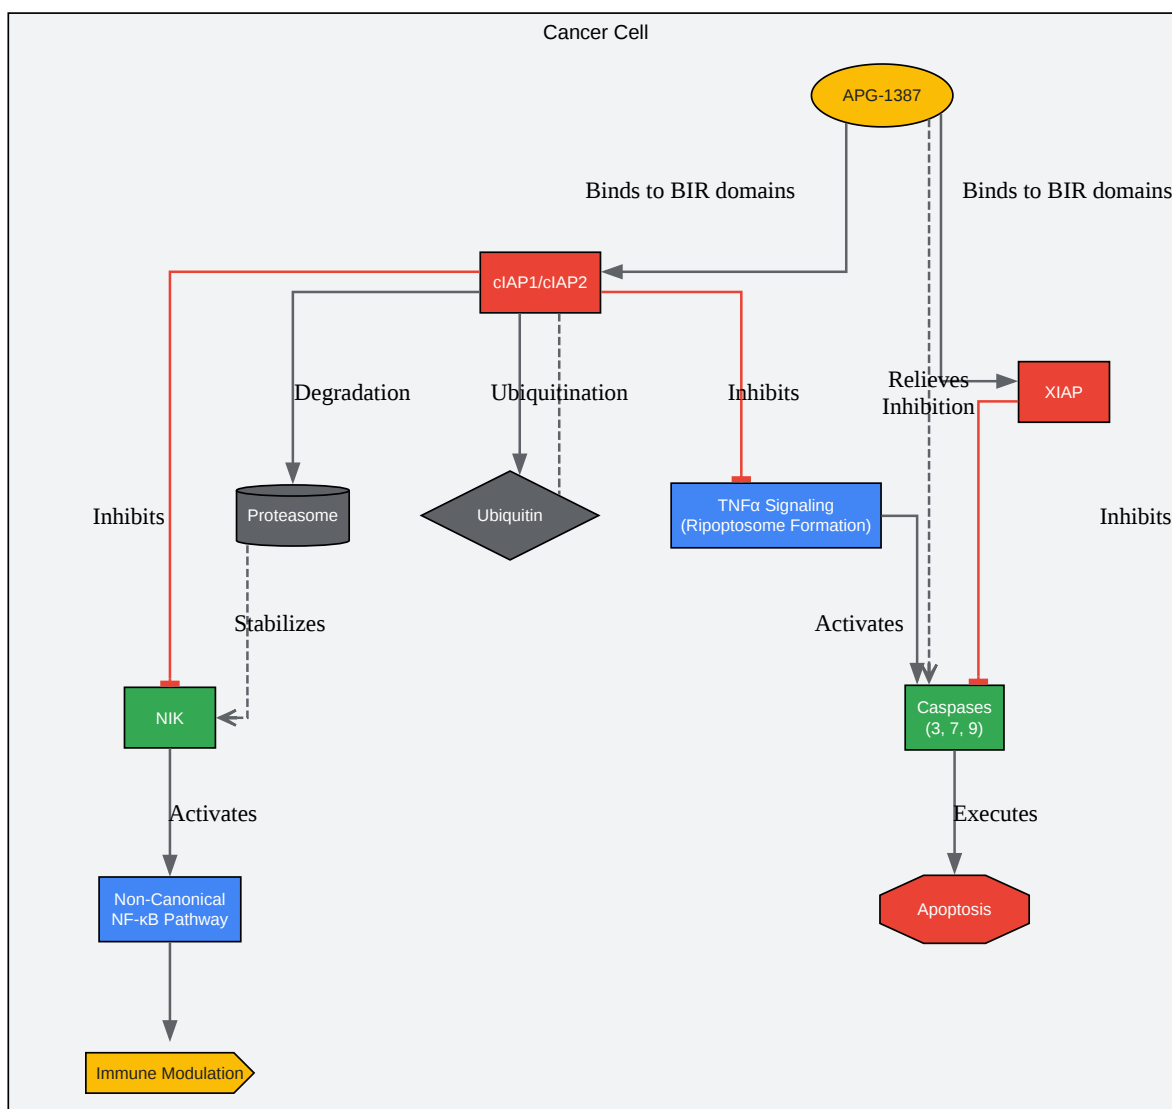 Cancer Cell
APG-1387
Binds to BIR domains
Binds to BIR domains
cIAP1/cIAP2
Degradation
Ubiquitination
Inhibits
Relieves
Inhibition
XIAP
Inhibits
Proteasome
Ubiquitin
TNFα Signaling
(Ripoptosome Formation)
Inhibits
Stabilizes
Activates
NIK
Caspases
(3, 7, 9)
Activates
Executes
Non-Canonical
NF-κB Pathway
Apoptosis
Immune Modulation